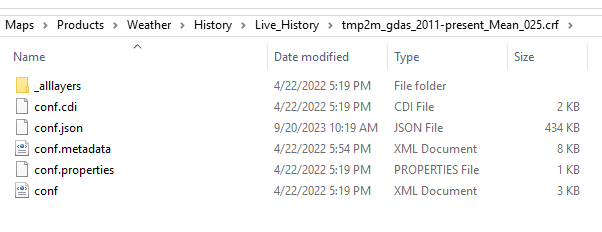 Maps > Products > Weather > History > Live_History > tmp2m_gdas_2011-present_Mean_025.crf >
Name Date modified Type Size
_alllayers 4/22/2022 5:19 PM File folder
conf.cdi 4/22/2022 5:19 PM CDI File 2 KB
conf.json 9/20/2023 10:19 AM JSON File 434 KB
conf.metadata 4/22/2022 5:54 PM XML Document 8 KB
conf.properties 4/22/2022 5:19 PM PROPERTIES File 1 KB
conf 4/22/2022 5:19 PM XML Document 3 KB